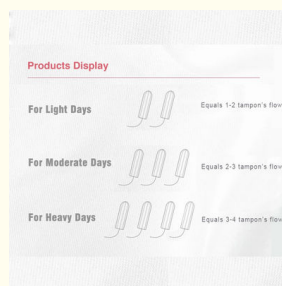 Products Display
For Light Days
Equals 1-2 tampon's flow
For Moderate Days
Equals 2-3 tampon's flow
For Heavy Days
Equals 3-4 tampon's flow